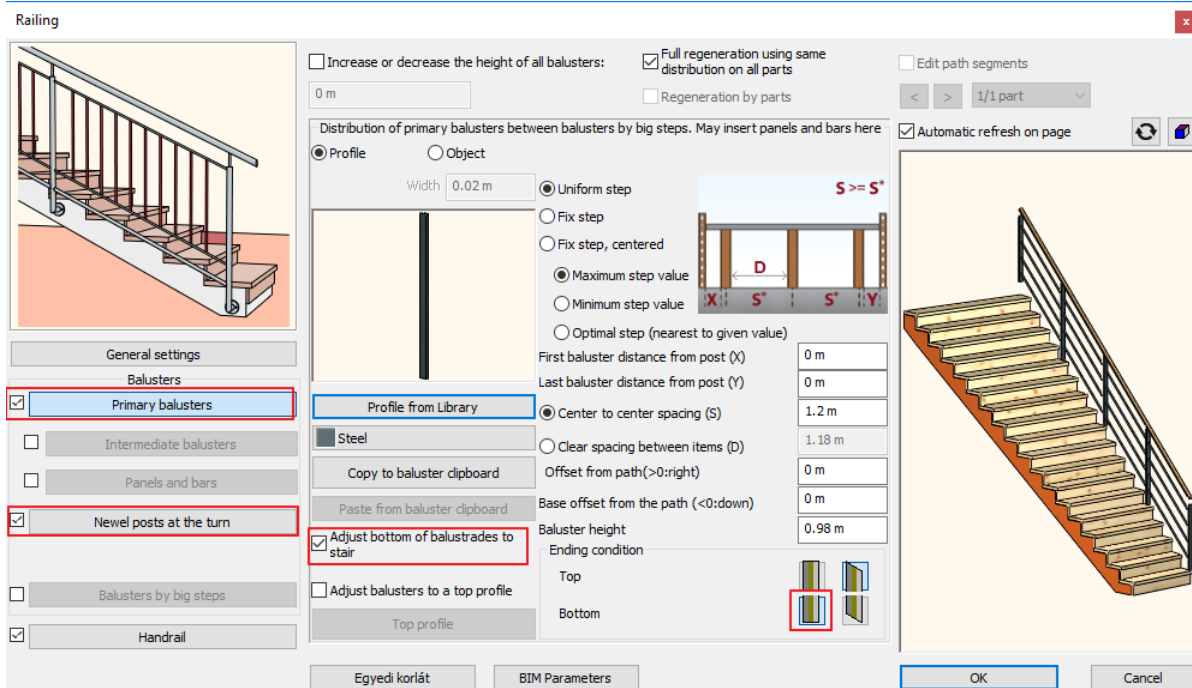 Railing
x
Increase or decrease the height of all balusters:
0 m
Full regeneration using same
distribution on all parts
Regeneration by parts
Edit path segments
< > 1/1 part
Automatic refresh on page
Distribution of primary balusters between balusters by big steps. May insert panels and bars here
Profile Object
Width 0.02 m
Uniform step
Fix step
Fix step, centered
Maximum step value
Minimum step value
Optimal step (nearest to given value)
S >= S*
D
X S* S* Y
General settings
Balusters
Primary balusters
Intermediate balusters
Panels and bars
Newel posts at the turn
Balusters by big steps
Handrail
Profile from Library
Steel
Copy to baluster clipboard
Paste from baluster clipboard
Adjust bottom of balustrades to
stair
Adjust balusters to a top profile
Top profile
First baluster distance from post (X) 0 m
Last baluster distance from post (Y) 0 m
Center to center spacing (S) 1.2 m
Clear spacing between items (D) 1.18 m
Offset from path(>0:right) 0 m
Base offset from the path (<0:down) 0 m
Baluster height 0.98 m
Ending condition
Top
Bottom
Egyedi korlát
BIM Parameters
OK
Cancel